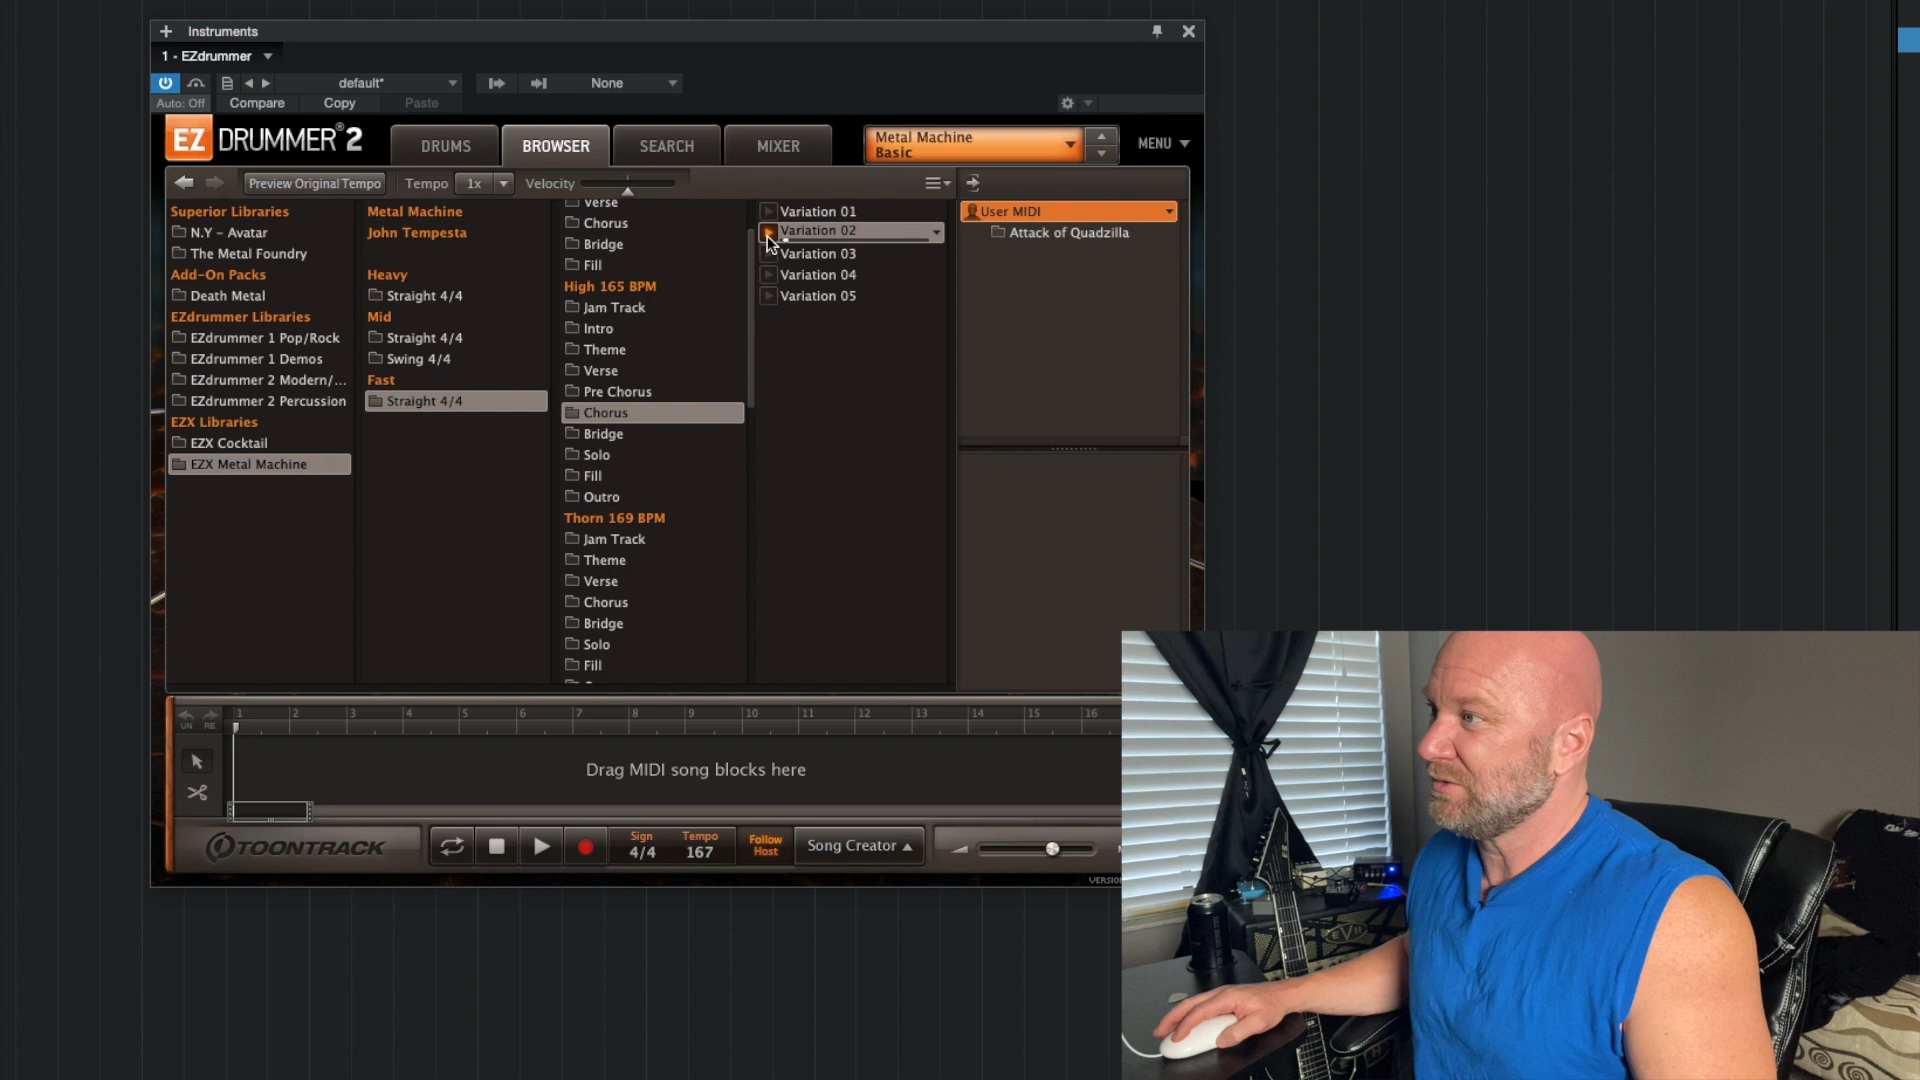 Instruments
1 - EZdrummer
default*
None
Auto: Off
Compare
Copy
Paste
EZ DRUMMER® 2
DRUMS
BROWSER
SEARCH
MIXER
Metal Machine
Basic
MENU
Preview Original Tempo
Tempo
1x
Velocity
Superior Libraries
N.Y - Avatar
The Metal Foundry
Add-On Packs
Death Metal
EZdrummer Libraries
EZdrummer 1 Pop/Rock
EZdrummer 1 Demos
EZdrummer 2 Modern/...
EZdrummer 2 Percussion
EZX Libraries
EZX Cocktail
EZX Metal Machine
Metal Machine
John Tempesta
Heavy
Straight 4/4
Mid
Straight 4/4
Swing 4/4
Fast
Straight 4/4
Verse
Chorus
Bridge
Fill
High 165 BPM
Jam Track
Intro
Theme
Verse
Pre Chorus
Chorus
Bridge
Solo
Fill
Outro
Thorn 169 BPM
Jam Track
Theme
Verse
Chorus
Bridge
Solo
Fill
Variation 01
Variation 02
Variation 03
Variation 04
Variation 05
User MIDI
Attack of Quadzilla
UN RE
1 2 3 4 5 6 7 8 9 10 11 12 13 14 15 16
Drag MIDI song blocks here
TOONTRACK
Sign
4/4
Tempo
167
Follow
Host
Song Creator
VERSIO
EVH